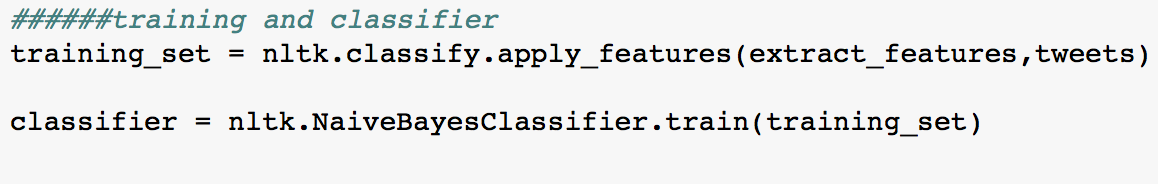 ######training and classifier
training_set = nltk.classify.apply_features(extract_features,tweets)
classifier = nltk.NaiveBayesClassifier.train(training_set)